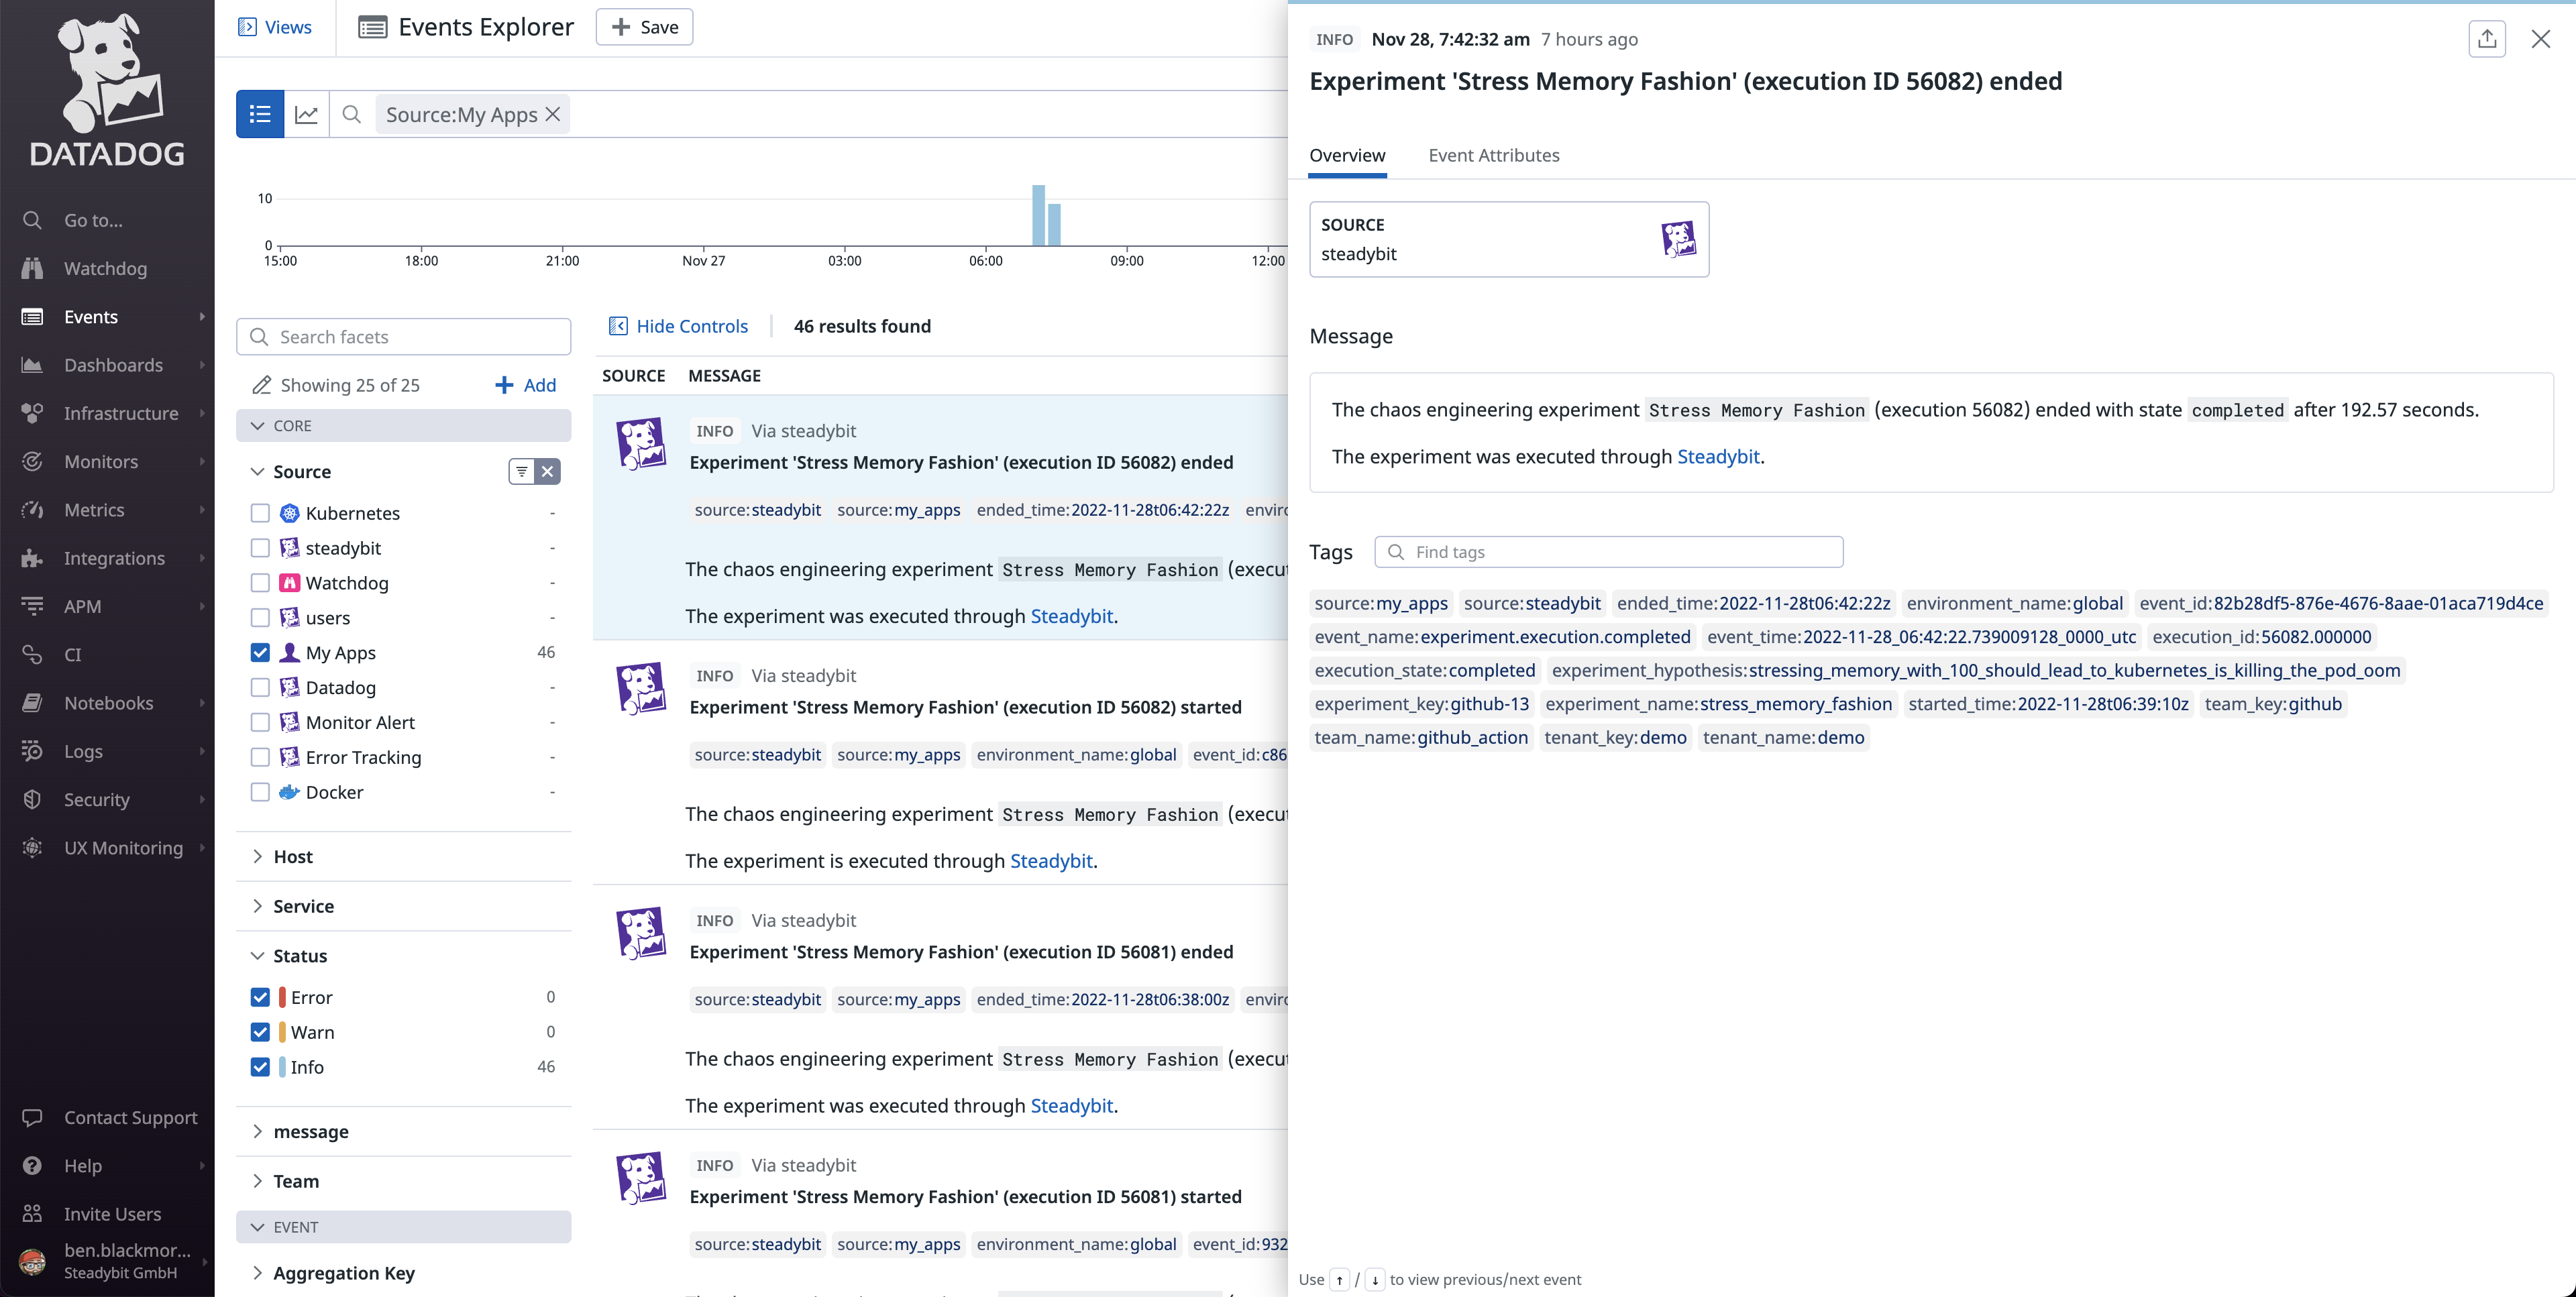 DATADOG
Go to...
Watchdog
Events
Dashboards
Infrastructure
Monitors
Metrics
Integrations
APM
CI
Notebooks
Logs
Security
UX Monitoring
Contact Support
Help
Invite Users
ben.blackmor...
Steadybit GmbH
Views
Events Explorer
Save
Source:My Apps
10
0
15:00 18:00 21:00 Nov 27 03:00 06:00 09:00 12:00
Search facets
Showing 25 of 25 Add
CORE
Source
Kubernetes -
steadybit -
Watchdog -
users -
My Apps 46
Datadog -
Monitor Alert -
Error Tracking -
Docker -
Host
Service
Status
Error 0
Warn 0
Info 46
message
Team
EVENT
Aggregation Key
Hide Controls 46 results found
SOURCE MESSAGE
INFO Via steadybit
Experiment 'Stress Memory Fashion' (execution ID 56082) ended
source:steadybit source:my_apps ended_time:2022-11-28t06:42:22z enviro
The chaos engineering experiment Stress Memory Fashion (execut
The experiment was executed through Steadybit.
INFO Via steadybit
Experiment 'Stress Memory Fashion' (execution ID 56082) started
source:steadybit source:my_apps environment_name:global event_id:c86
The chaos engineering experiment Stress Memory Fashion (execut
The experiment is executed through Steadybit.
INFO Via steadybit
Experiment 'Stress Memory Fashion' (execution ID 56081) ended
source:steadybit source:my_apps ended_time:2022-11-28t06:38:00z enviro
The chaos engineering experiment Stress Memory Fashion (execut
The experiment was executed through Steadybit.
INFO Via steadybit
Experiment 'Stress Memory Fashion' (execution ID 56081) started
source:steadybit source:my_apps environment_name:global event_id:932
INFO Nov 28, 7:42:32 am 7 hours ago
Experiment 'Stress Memory Fashion' (execution ID 56082) ended
Overview Event Attributes
SOURCE
steadybit
Message
The chaos engineering experiment Stress Memory Fashion (execution 56082) ended with state completed after 192.57 seconds.
The experiment was executed through Steadybit.
Tags Find tags
source:my_apps source:steadybit ended_time:2022-11-28t06:42:22z environment_name:global event_id:82b28df5-876e-4676-8aae-01aca719d4ce
event_name:experiment.execution.completed event_time:2022-11-28_06:42:22.739009128_0000_utc execution_id:56082.000000
execution_state:completed experiment_hypothesis:stressing_memory_with_100_should_lead_to_kubernetes_is_killing_the_pod_oom
experiment_key:github-13 experiment_name:stress_memory_fashion started_time:2022-11-28t06:39:10z team_key:github
team_name:github_action tenant_key:demo tenant_name:demo
Use ↑ / ↓ to view previous/next event